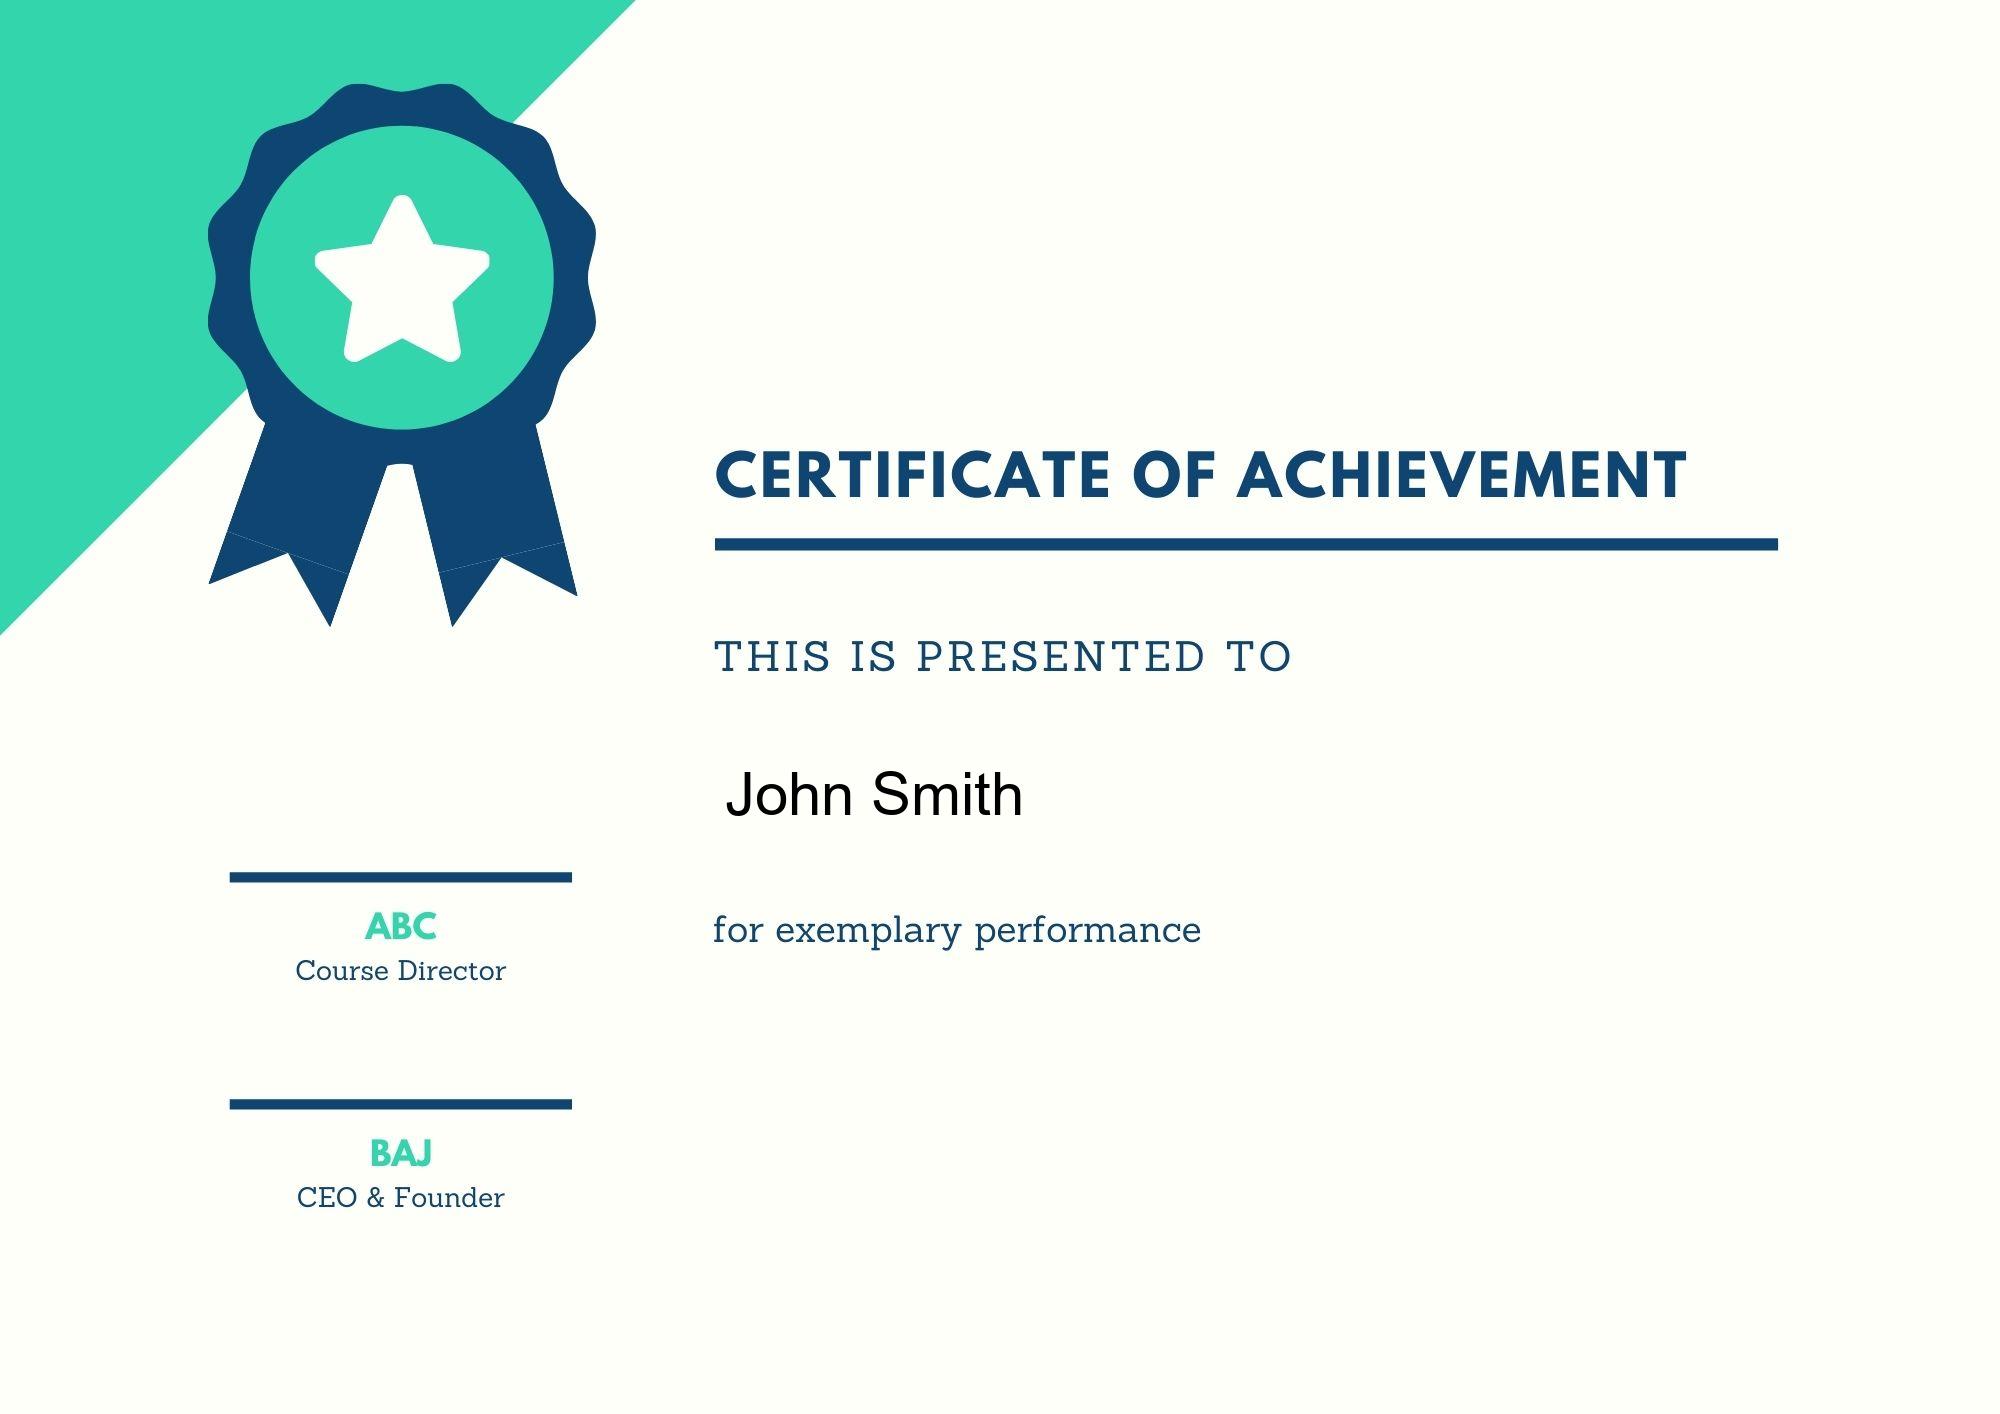 CERTIFICATE OF ACHIEVEMENT
THIS IS PRESENTED TO
John Smith
for exemplary performance
ABC
Course Director
BAJ
CEO & Founder